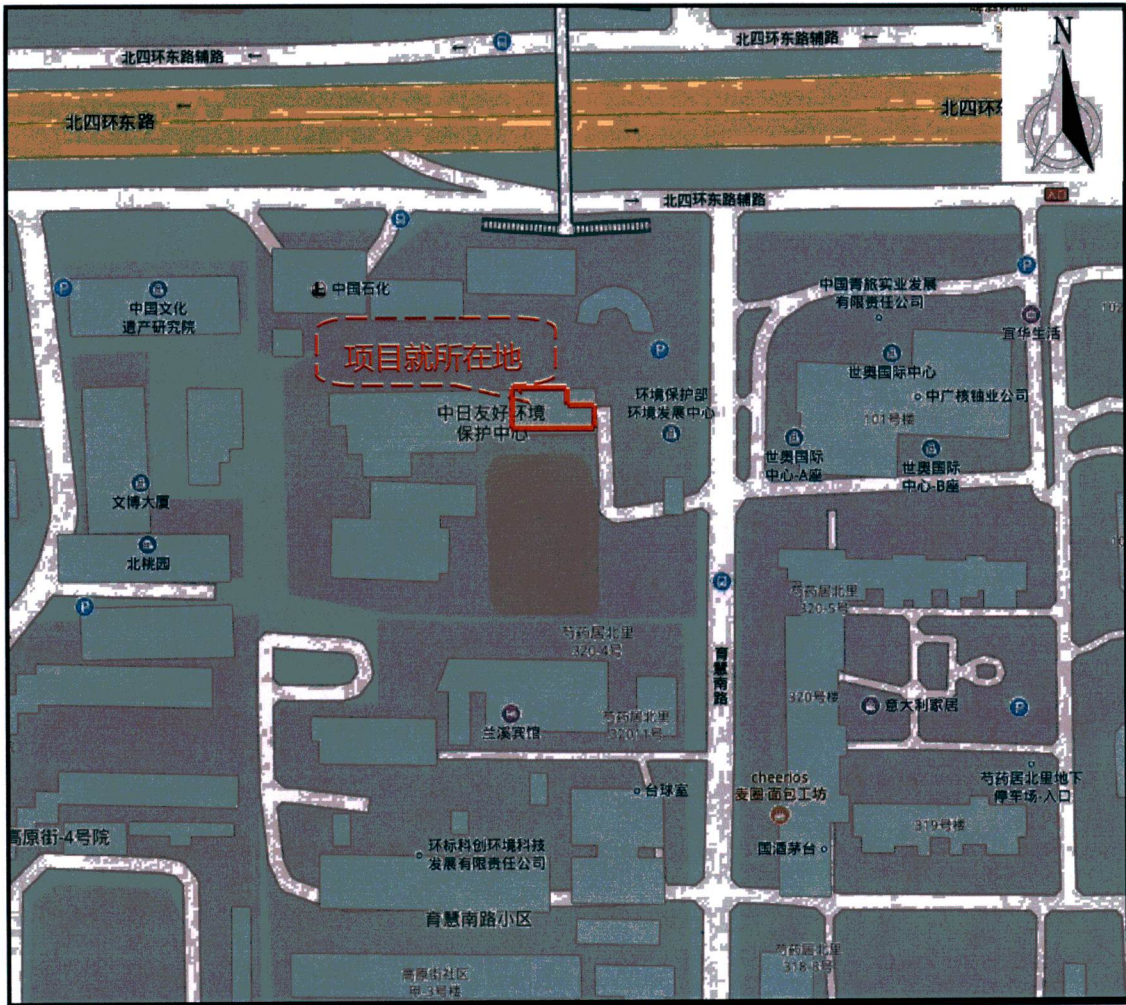 N
北四环东路辅路
北四环东路辅路
北四环东路
北四环东
北四环东路辅路
入口
中国石化
中国文化
遗产研究院
中国青旅实业发展
有限责任公司
宜华生活
项目就所在地
世奥国际中心
中广核铀业公司
环境保护部
环境发展中心
中日友好环境
保护中心
101号楼
世奥国际
中心-A座
世奥国际
中心-B座
文博大厦
北桃园
芍药居北里
320-5号
芍药居北里
320-4号
育慧南路
320号楼
意大利家居
兰溪宾馆
芍药居北里
cheerios
麦圈面包工坊
芍药居北里地下
停车场-入口
台球室
319号楼
高原街-4号院
环标科创环境科技
发展有限责任公司
国酒茅台
育慧南路小区
芍药居北里
318-8号
高原街社区
甲-3号楼